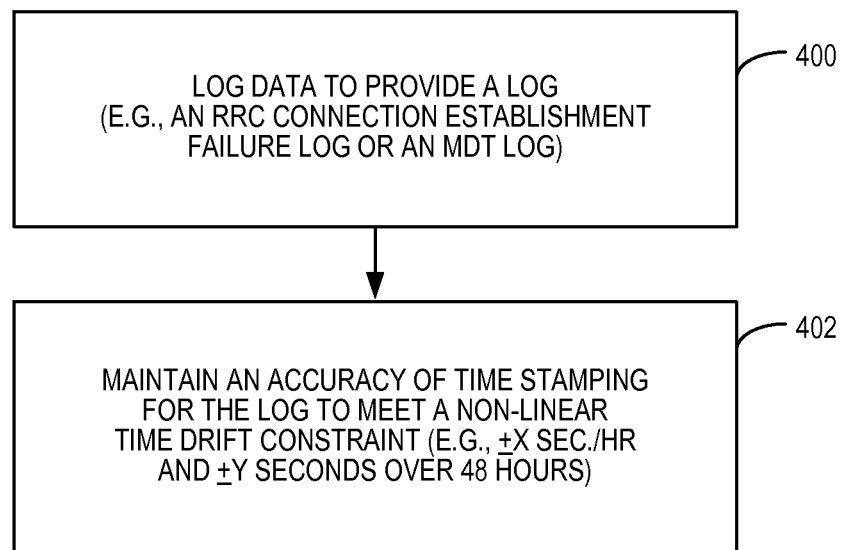 LOG DATA TO PROVIDE A LOG
(E.G., AN RRC CONNECTION ESTABLISHMENT
FAILURE LOG OR AN MDT LOG)
400
MAINTAIN AN ACCURACY OF TIME STAMPING
FOR THE LOG TO MEET A NON-LINEAR
TIME DRIFT CONSTRAINT (E.G., ±X SEC./HR
AND ±Y SECONDS OVER 48 HOURS)
402